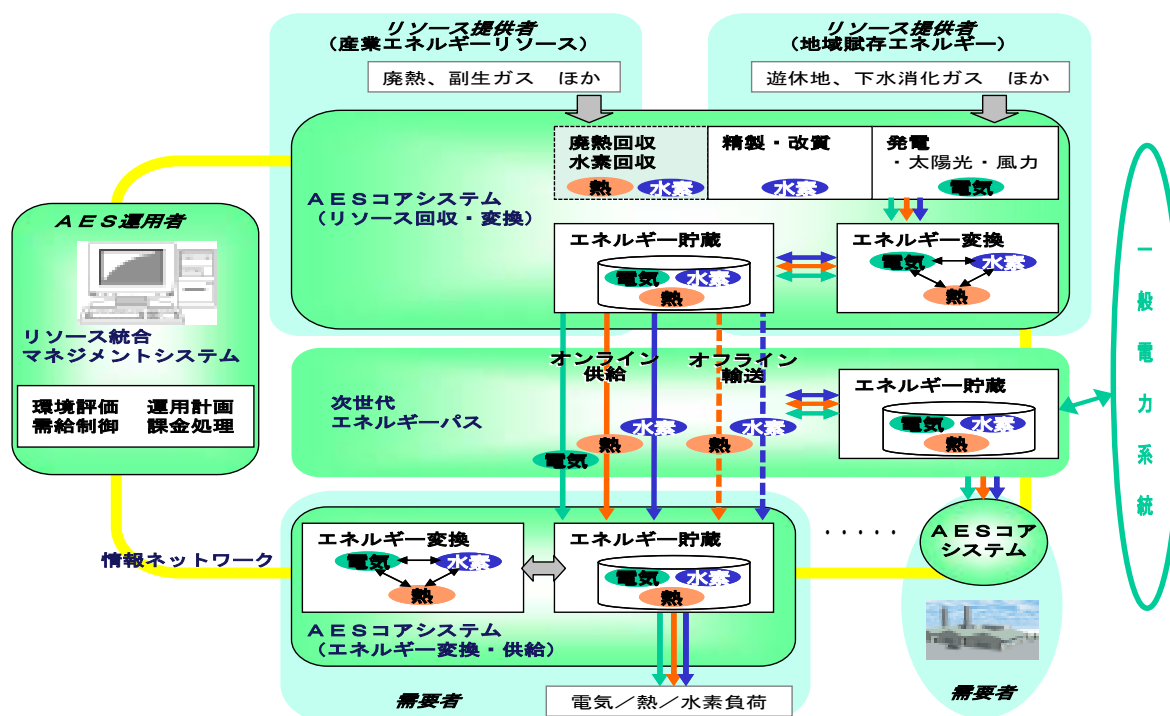 リソース提供者
(産業エネルギーリソース)
廃熱、副生ガス　ほか
リソース提供者
(地域賦存エネルギー)
遊休地、下水消化ガス　ほか
廃熱回収
水素回収
熱
水素
精製・改質
水素
発電
・太陽光・風力
電気
ＡＥＳコアシステム
(リソース回収・変換)
エネルギー貯蔵
電気
水素
熱
エネルギー変換
電気
水素
熱
ＡＥＳ運用者
リソース統合
マネジメントシステム
環境評価　運用計画
需給制御　課金処理
一般電力系統
オンライン
供給
オフライン
輸送
次世代
エネルギーパス
電気
熱
水素
熱
水素
エネルギー貯蔵
電気
水素
熱
情報ネットワーク
エネルギー変換
電気
水素
熱
エネルギー貯蔵
電気
水素
熱
ＡＥＳコアシステム
(エネルギー変換・供給)
・・・・・
ＡＥＳコア
システム
需要者
電気／熱／水素負荷
需要者